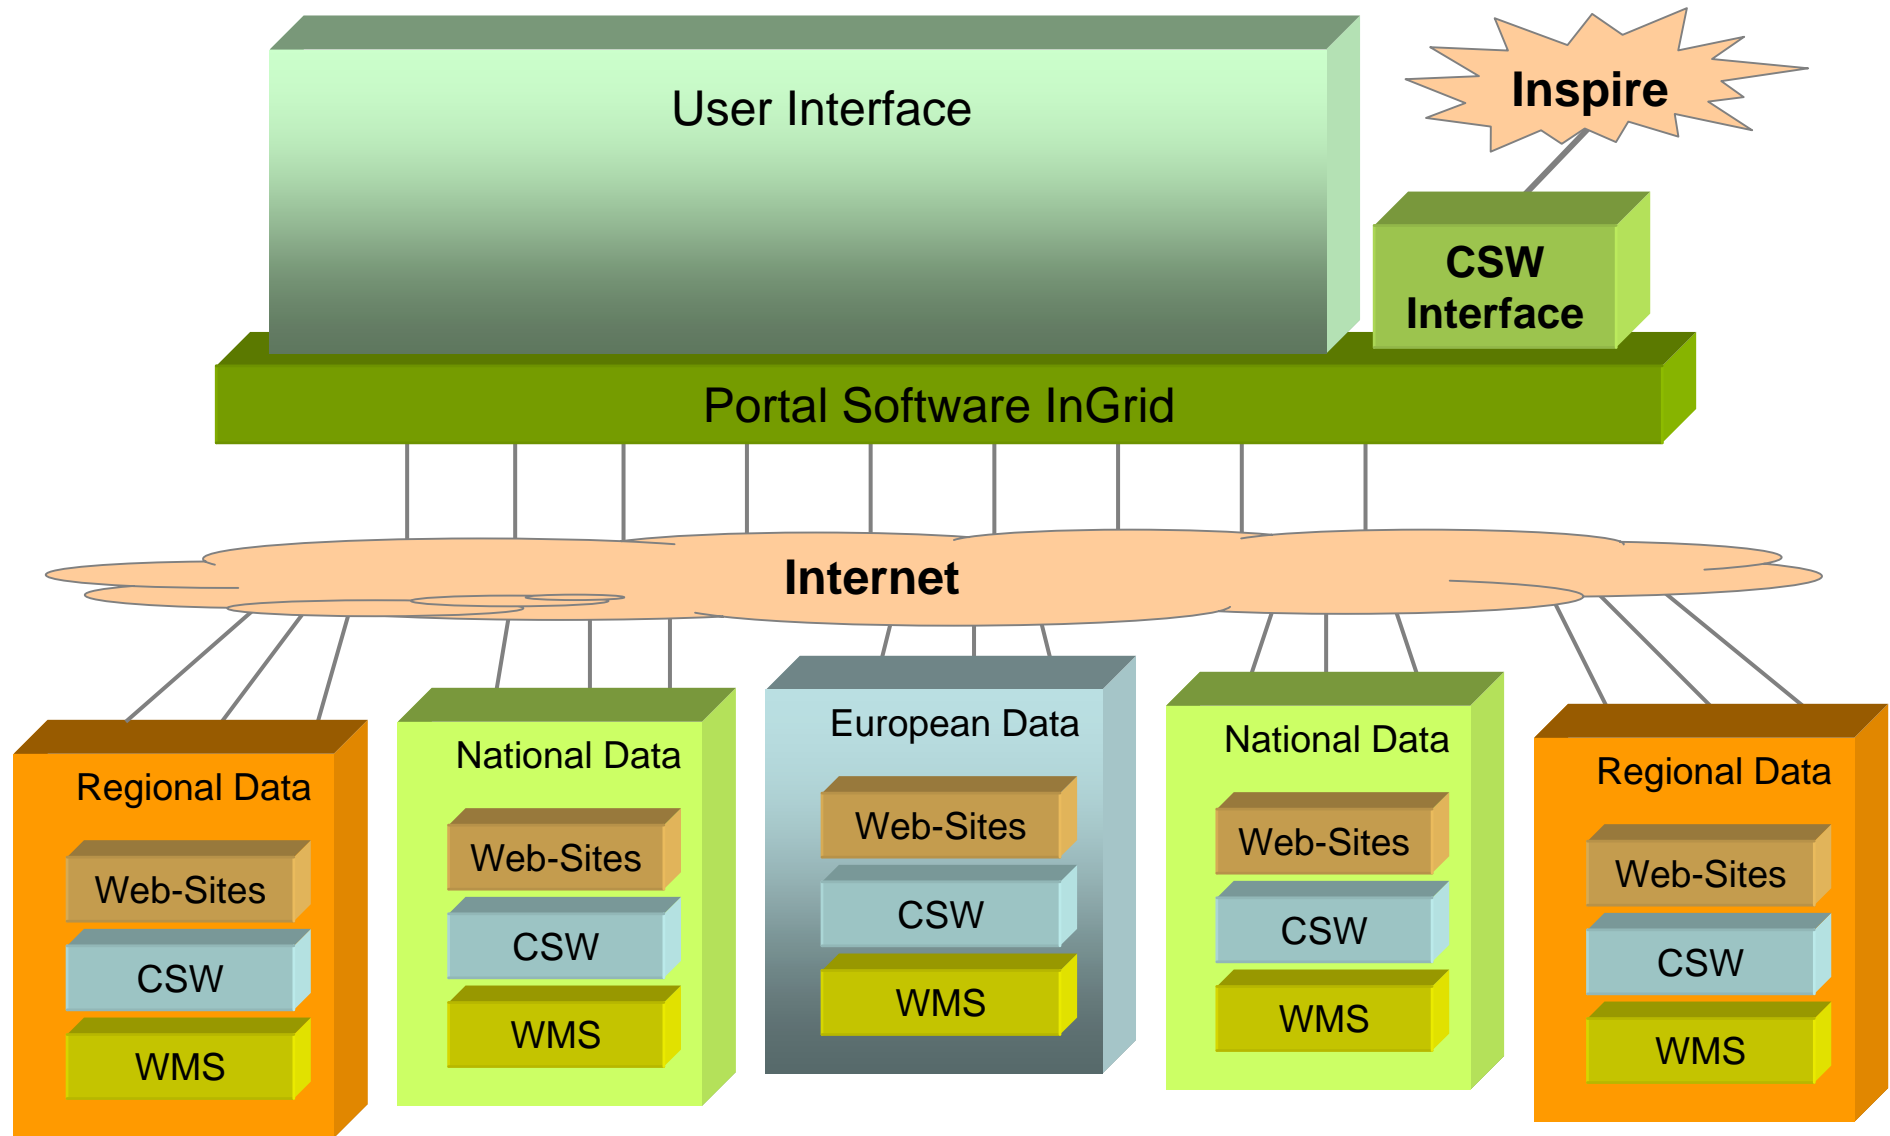 User Interface
Inspire
CSW
Interface
Portal Software InGrid
Internet
Regional Data
Web-Sites
CSW
WMS
National Data
Web-Sites
CSW
WMS
European Data
Web-Sites
CSW
WMS
National Data
Web-Sites
CSW
WMS
Regional Data
Web-Sites
CSW
WMS